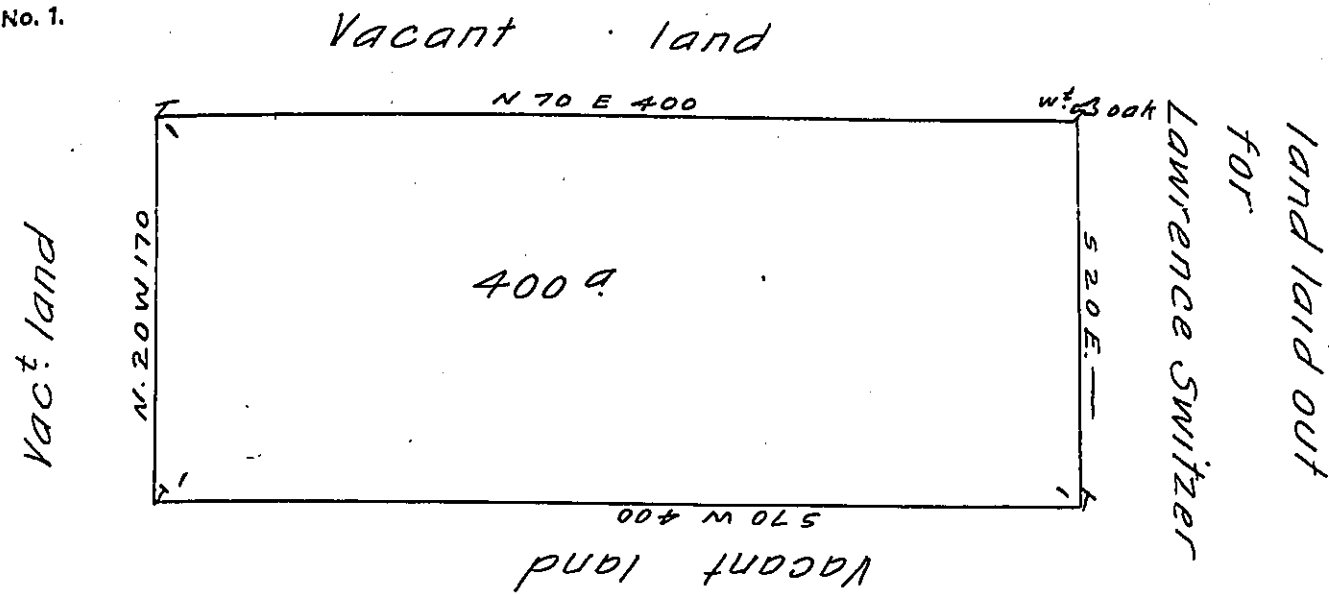 No. 1.
Vacant land
N 70 E 400
wt. B oak
land laid out
for
Lawrence Switzer
S 20 E. —
400 a.
N. 20 W 170
Vact. land
S 70 W 400
Vacant land